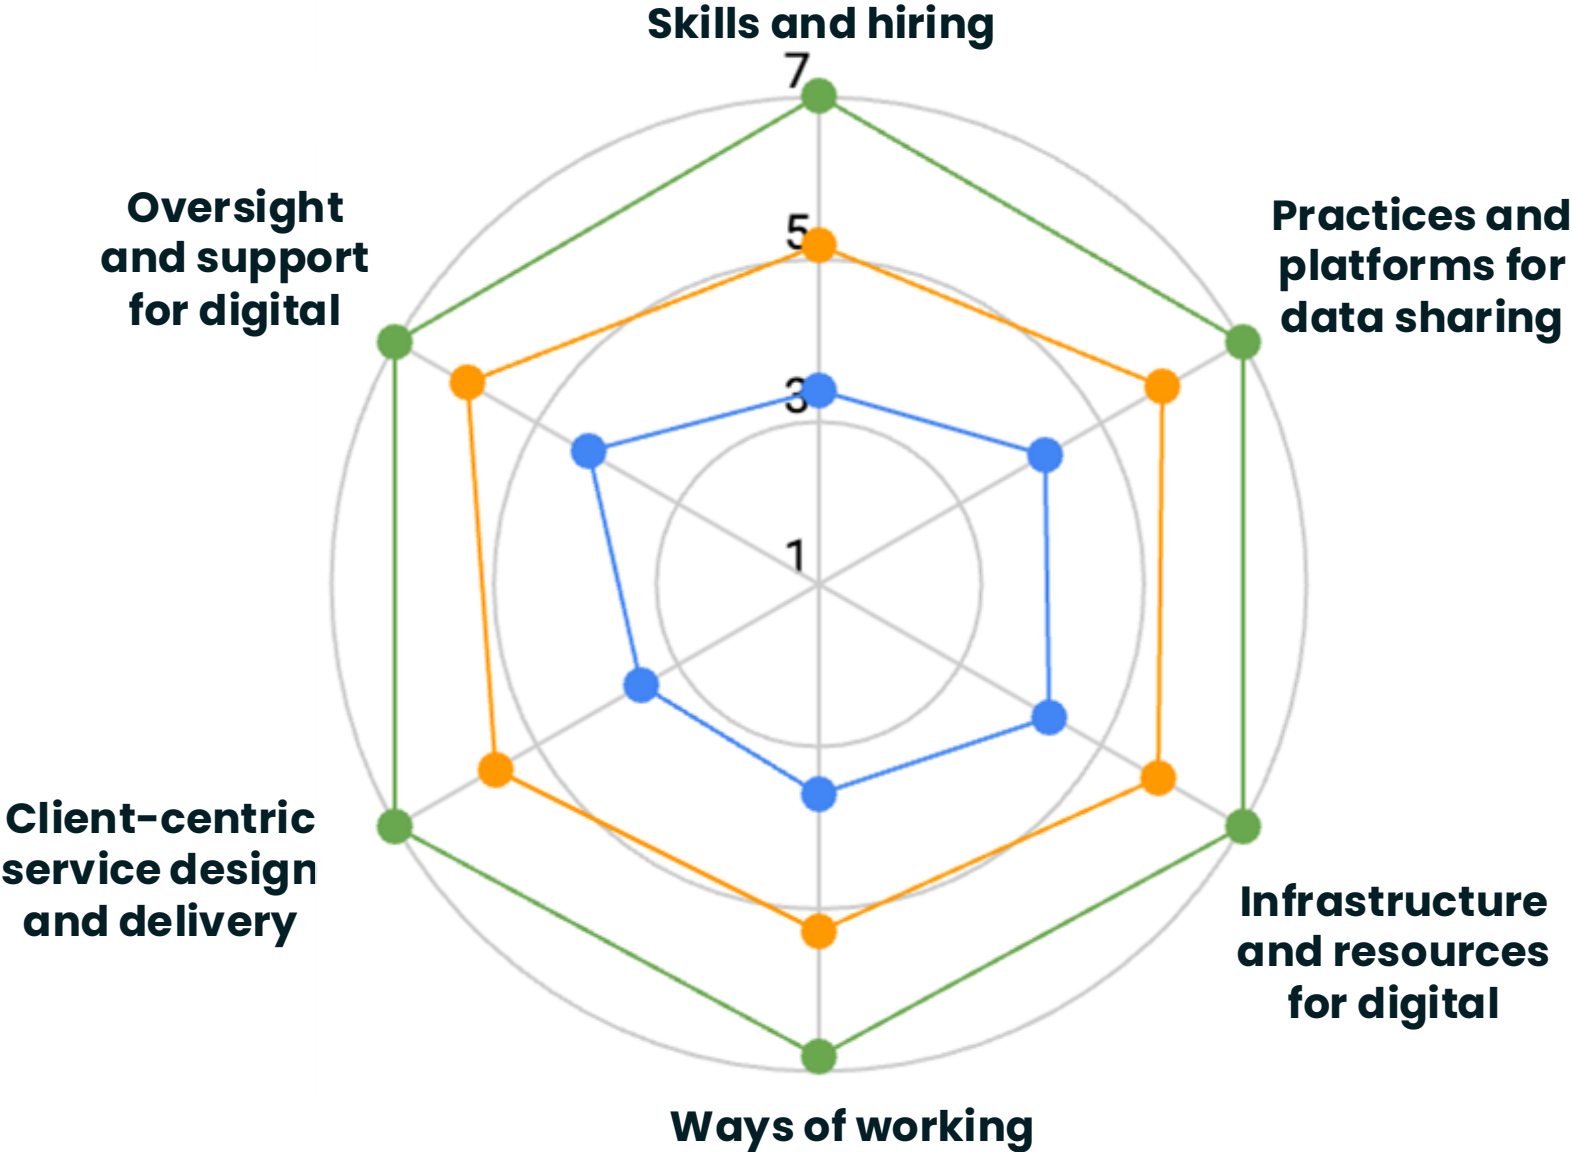 Skills and hiring
7
5
3
1
Oversight
and support
for digital
Practices and
platforms for
data sharing
Client-centric
service design
and delivery
Infrastructure
and resources
for digital
Ways of working